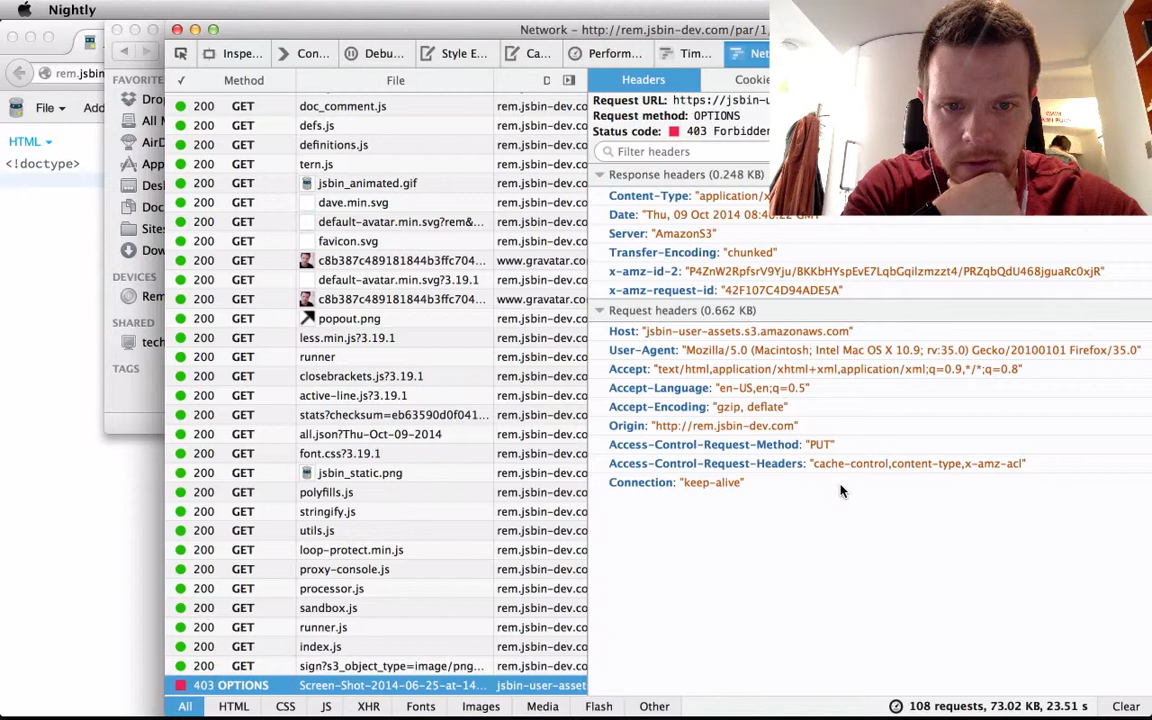 Nightly
Network - http://rem.jsbin-dev.com/par/1,
rem.jsbin
File
Add
HTML
<!doctype>
FAVORIT
Dro
All M
AirD
App
Des
Doc
Sites
Dow
DEVICES
Rem
SHARED
tech
TAGS
Inspe...
Con...
Debu...
Style E...
Ca...
Perform...
Tim...
Net
✓
Method
File
D
200 GET doc_comment.js rem.jsbin-dev.co
200 GET defs.js rem.jsbin-dev.co
200 GET definitions.js rem.jsbin-dev.co
200 GET tern.js rem.jsbin-dev.co
200 GET jsbin_animated.gif rem.jsbin-dev.co
200 GET dave.min.svg rem.jsbin-dev.co
200 GET default-avatar.min.svg?rem&... rem.jsbin-dev.co
200 GET favicon.svg rem.jsbin-dev.co
200 GET c8b387c489181844b3ffc704... www.gravatar.co
200 GET default-avatar.min.svg?3.19.1 rem.jsbin-dev.co
200 GET c8b387c489181844b3ffc704... www.gravatar.co
200 GET popout.png rem.jsbin-dev.co
200 GET less.min.js?3.19.1 rem.jsbin-dev.co
200 GET runner rem.jsbin-dev.co
200 GET closebrackets.js?3.19.1 rem.jsbin-dev.co
200 GET active-line.js?3.19.1 rem.jsbin-dev.co
200 GET stats?checksum=eb63590d0f041... rem.jsbin-dev.co
200 GET all.json?Thu-Oct-09-2014 rem.jsbin-dev.co
200 GET font.css?3.19.1 rem.jsbin-dev.co
200 GET jsbin_static.png rem.jsbin-dev.co
200 GET polyfills.js rem.jsbin-dev.co
200 GET stringify.js rem.jsbin-dev.co
200 GET utils.js rem.jsbin-dev.co
200 GET loop-protect.min.js rem.jsbin-dev.co
200 GET proxy-console.js rem.jsbin-dev.co
200 GET processor.js rem.jsbin-dev.co
200 GET sandbox.js rem.jsbin-dev.co
200 GET runner.js rem.jsbin-dev.co
200 GET index.js rem.jsbin-dev.co
200 GET sign?s3_object_type=image/png... rem.jsbin-dev.co
403 OPTIONS Screen-Shot-2014-06-25-at-14... jsbin-user-asset
Headers
Cookie
Request URL: https://jsbin-u
Request method: OPTIONS
Status code: 403 Forbidden
Filter headers
Response headers (0.248 KB)
Content-Type: "application/x
Date: "Thu, 09 Oct 2014 08:4
Server: "AmazonS3"
Transfer-Encoding: "chunked"
x-amz-id-2: "P4ZnW2RpfsrV9Yju/BKKbHYspEvE7LqbGqilzmzzt4/PRZqbQdU468jguaRc0xjR"
x-amz-request-id: "42F107C4D94ADE5A"
Request headers (0.662 KB)
Host: "jsbin-user-assets.s3.amazonaws.com"
User-Agent: "Mozilla/5.0 (Macintosh; Intel Mac OS X 10.9; rv:35.0) Gecko/20100101 Firefox/35.0"
Accept: "text/html,application/xhtml+xml,application/xml;q=0.9,*/*;q=0.8"
Accept-Language: "en-US,en;q=0.5"
Accept-Encoding: "gzip, deflate"
Origin: "http://rem.jsbin-dev.com"
Access-Control-Request-Method: "PUT"
Access-Control-Request-Headers: "cache-control,content-type,x-amz-acl"
Connection: "keep-alive"
All HTML CSS JS XHR Fonts Images Media Flash Other
108 requests, 73.02 KB, 23.51 s
Clear